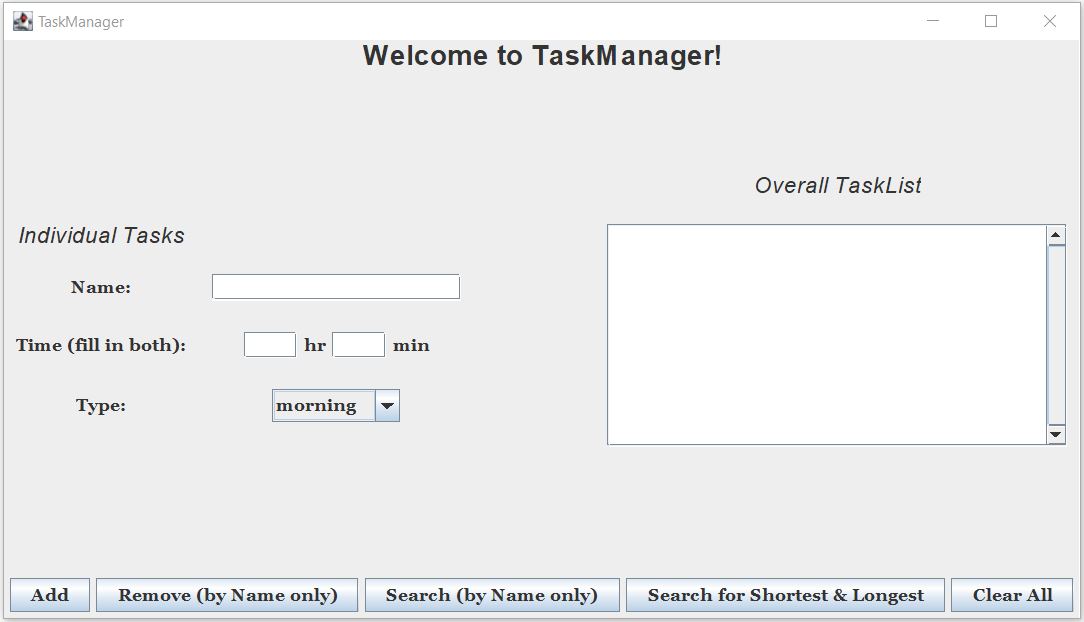 TaskManager
Welcome to TaskManager!
Overall TaskList
Individual Tasks
Name:
Time (fill in both): hr min
Type: morning
Add Remove (by Name only) Search (by Name only) Search for Shortest & Longest Clear All